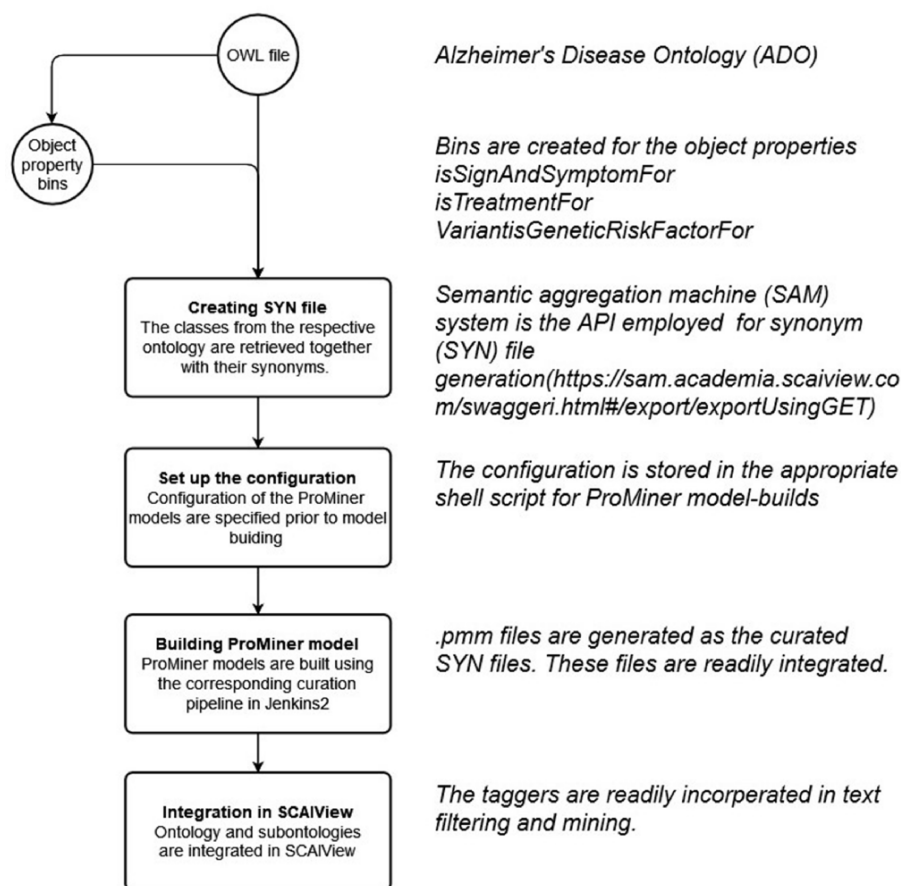 OWL file
Alzheimer's Disease Ontology (ADO)
Object
property
bins
Bins are created for the object properties
isSignAndSymptomFor
isTreatmentFor
VariantisGeneticRiskFactorFor
Creating SYN file
The classes from the respective
ontology are retrieved together
with their synonyms.
Semantic aggregation machine (SAM)
system is the API employed for synonym
(SYN) file
generation(https://sam.academia.scaiview.co
m/swaggeri.html#/export/exportUsingGET)
Set up the configuration
Configuration of the ProMiner
models are specified prior to model
buiding
The configuration is stored in the appropriate
shell script for ProMiner model-builds
Building ProMiner model
ProMiner models are built using
the corresponding curation
pipeline in Jenkins2
.pmm files are generated as the curated
SYN files. These files are readily integrated.
Integration in SCAIView
Ontology and subontologies
are integrated in SCAIView
The taggers are readily incorperated in text
filtering and mining.